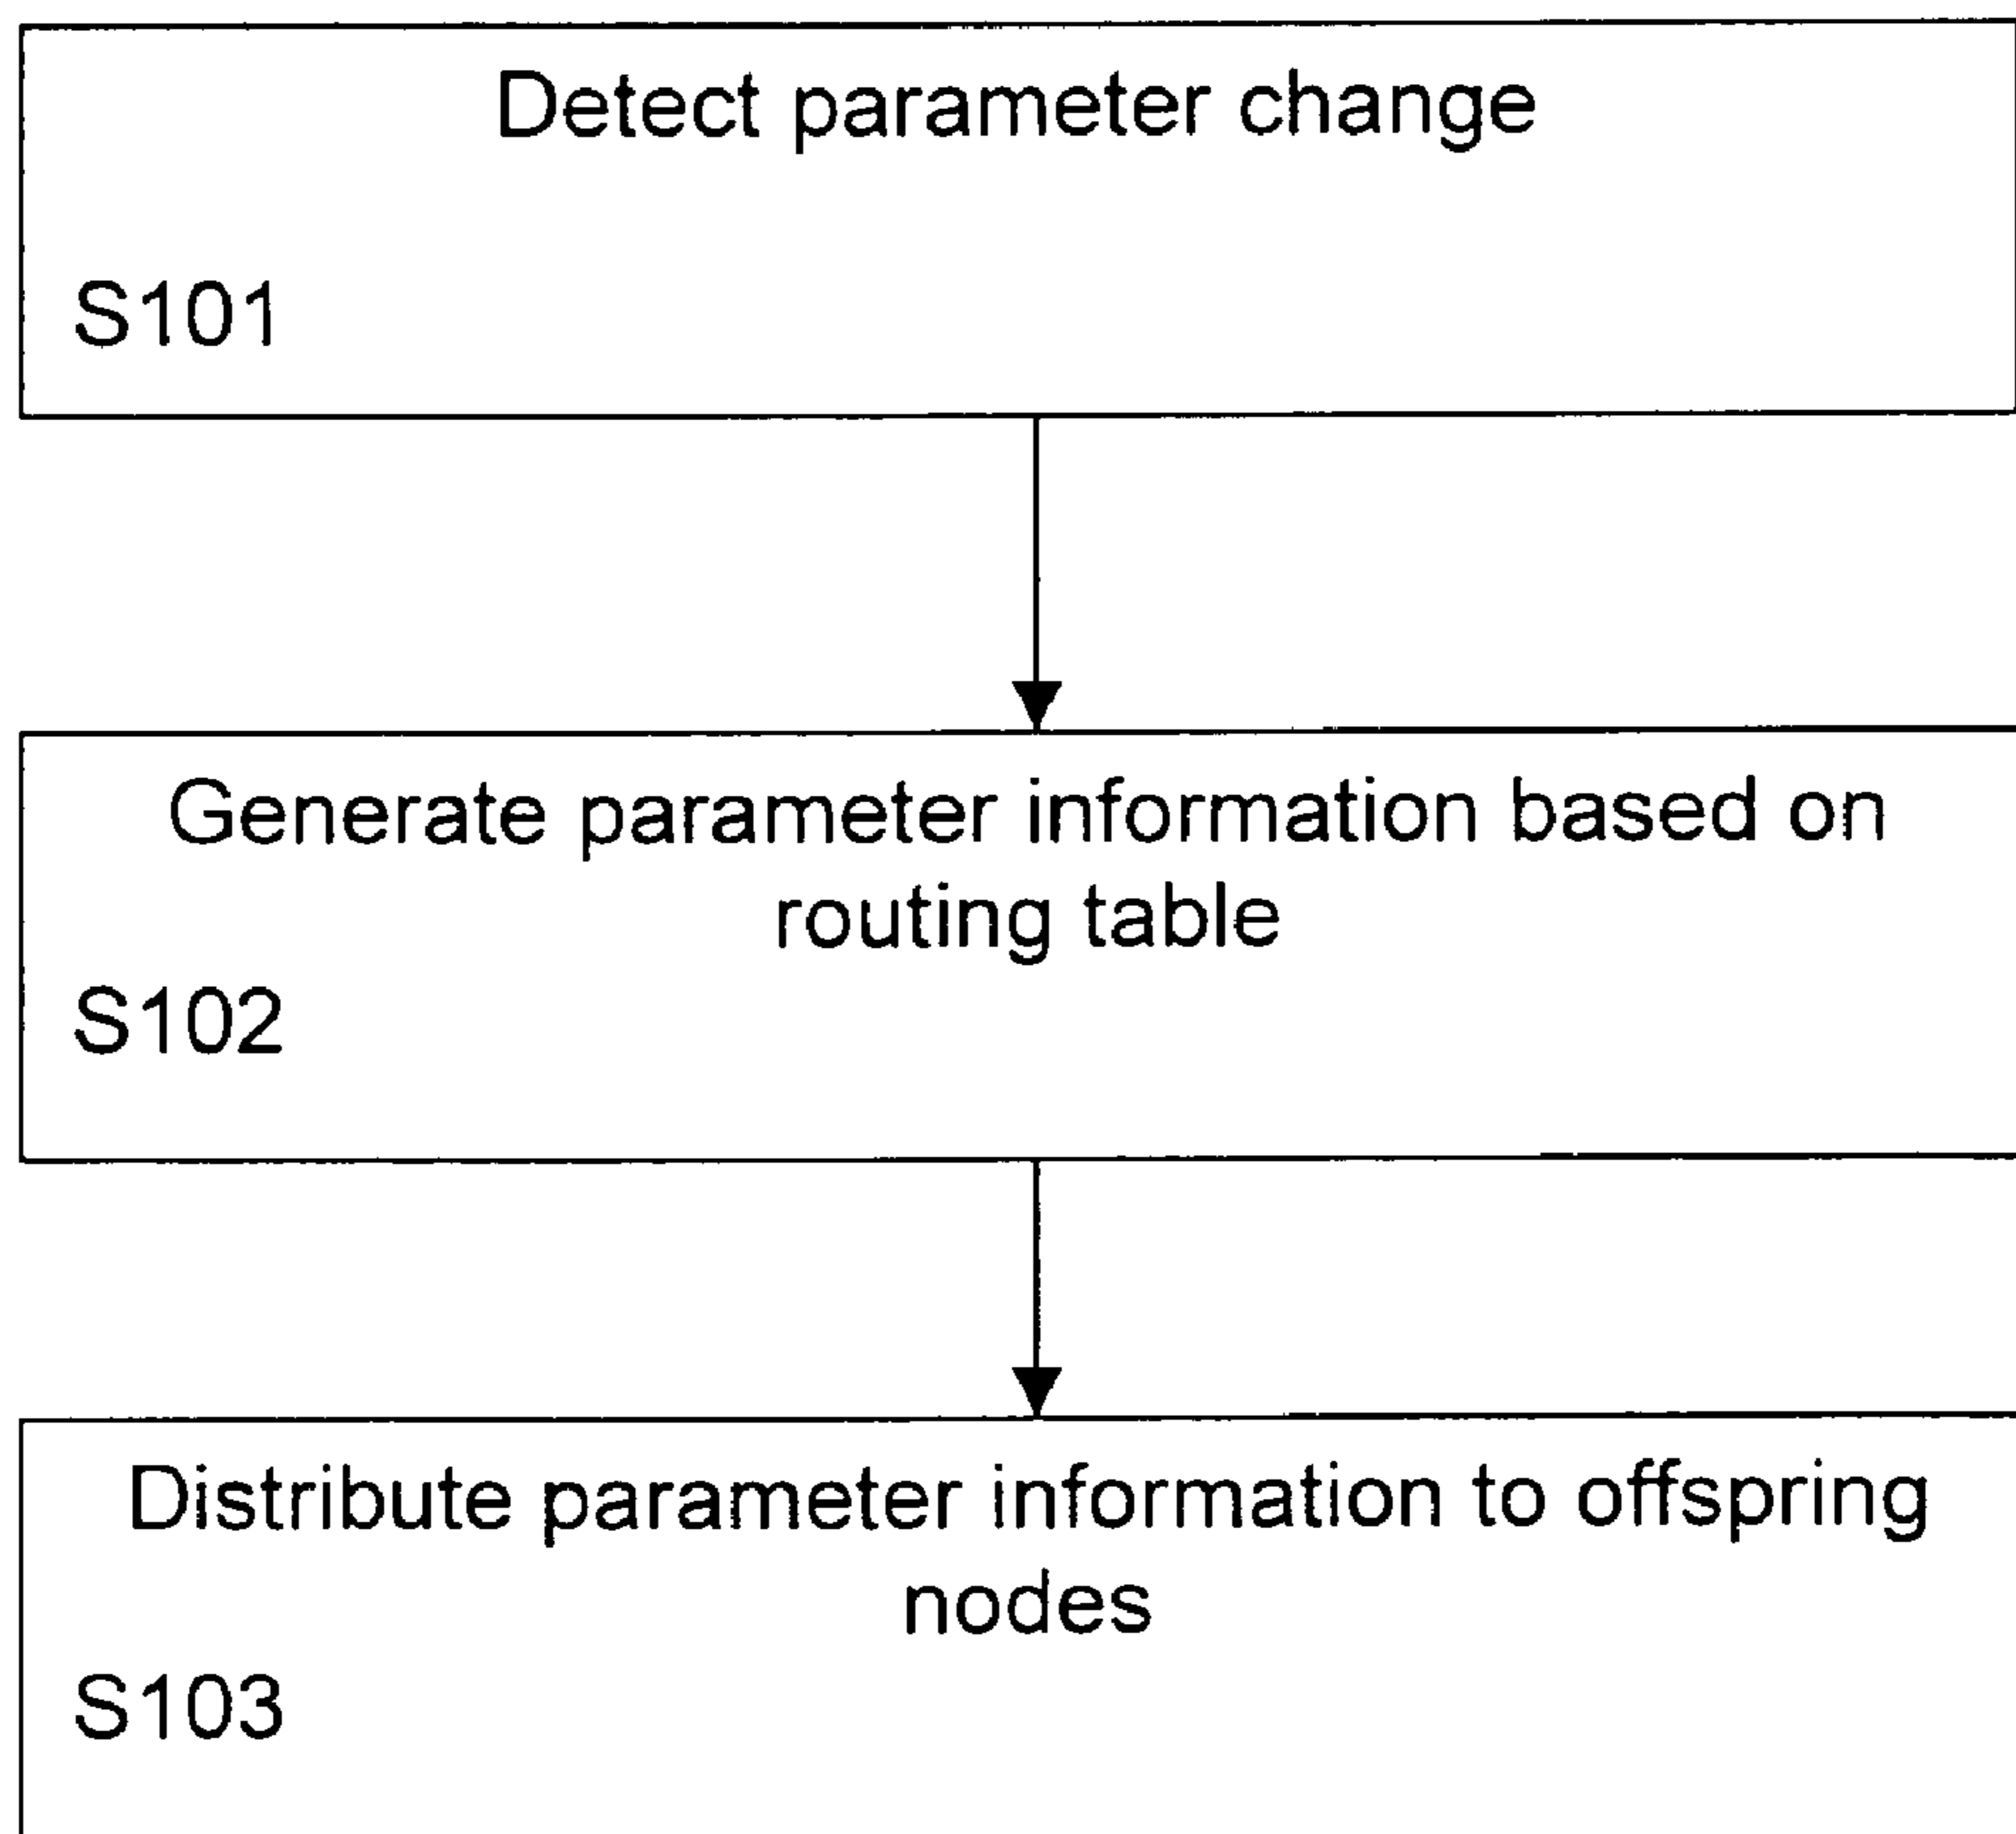 Detect parameter change
S101
Generate parameter information based on
routing table
S102
Distribute parameter information to offspring
nodes
S103